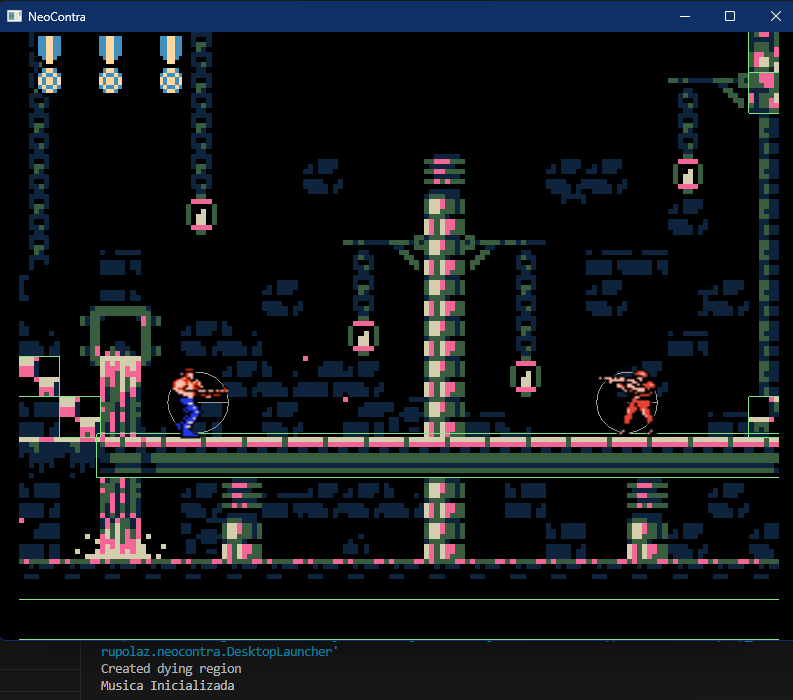 NeoContra
rupolaz.neocontra.DesktopLauncher'
Created dying region
Musica Inicializada